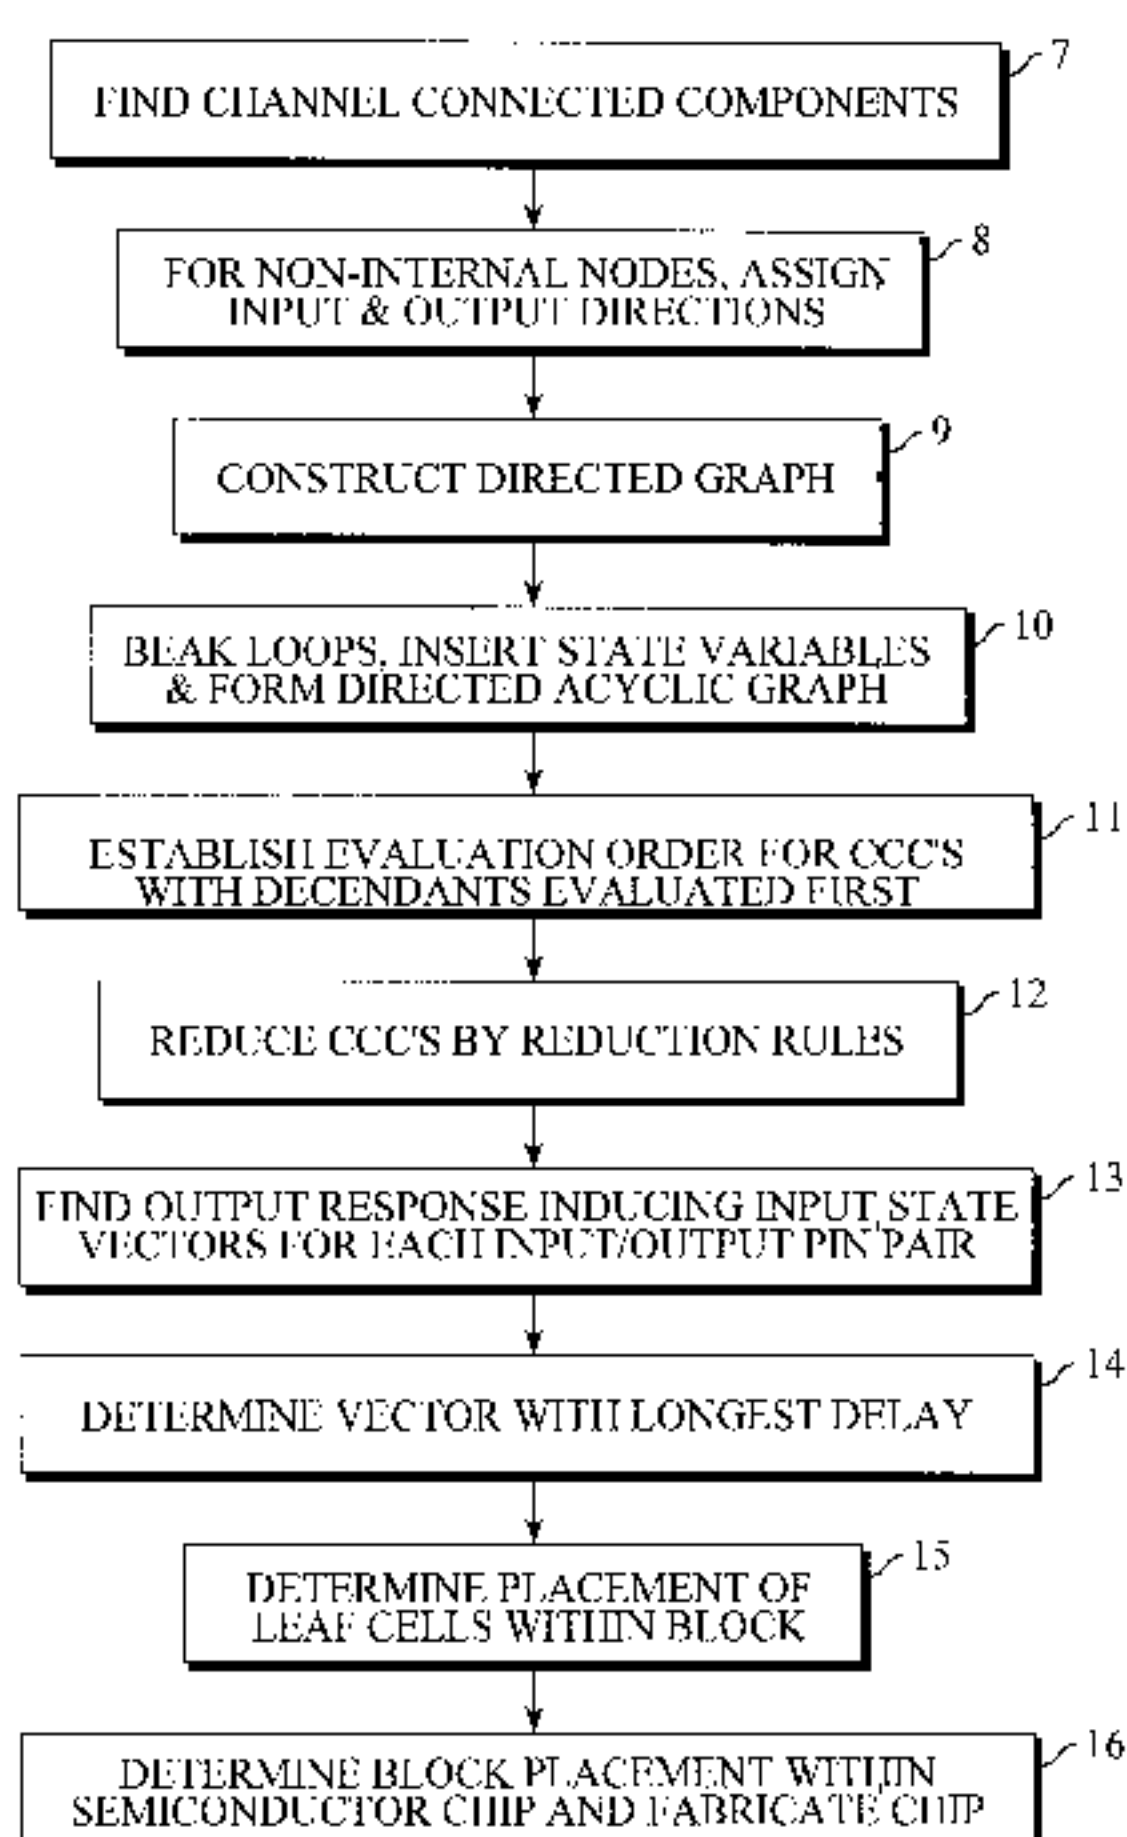 7
FIND CHANNEL CONNECTED COMPONENTS
8
FOR NON-INTERNAL NODES, ASSIGN
INPUT & OUTPUT DIRECTIONS
9
CONSTRUCT DIRECTED GRAPH
10
BEAK LOOPS, INSERT STATE VARIABLES
& FORM DIRECTED ACYCLIC GRAPH
11
ESTABLISH EVALUATION ORDER FOR CCC'S
WITH DECENDANTS EVALUATED FIRST
12
REDUCE CCC'S BY REDUCTION RULES
13
FIND OUTPUT RESPONSE INDUCING INPUT STATE
VECTORS FOR EACH INPUT/OUTPUT PIN PAIR
14
DETERMINE VECTOR WITH LONGEST DELAY
15
DETERMINE PLACEMENT OF
LEAF CELLS WITHIN BLOCK
16
DETERMINE BLOCK PLACEMENT WITHIN
SEMICONDUCTOR CHIP AND FABRICATE CHIP